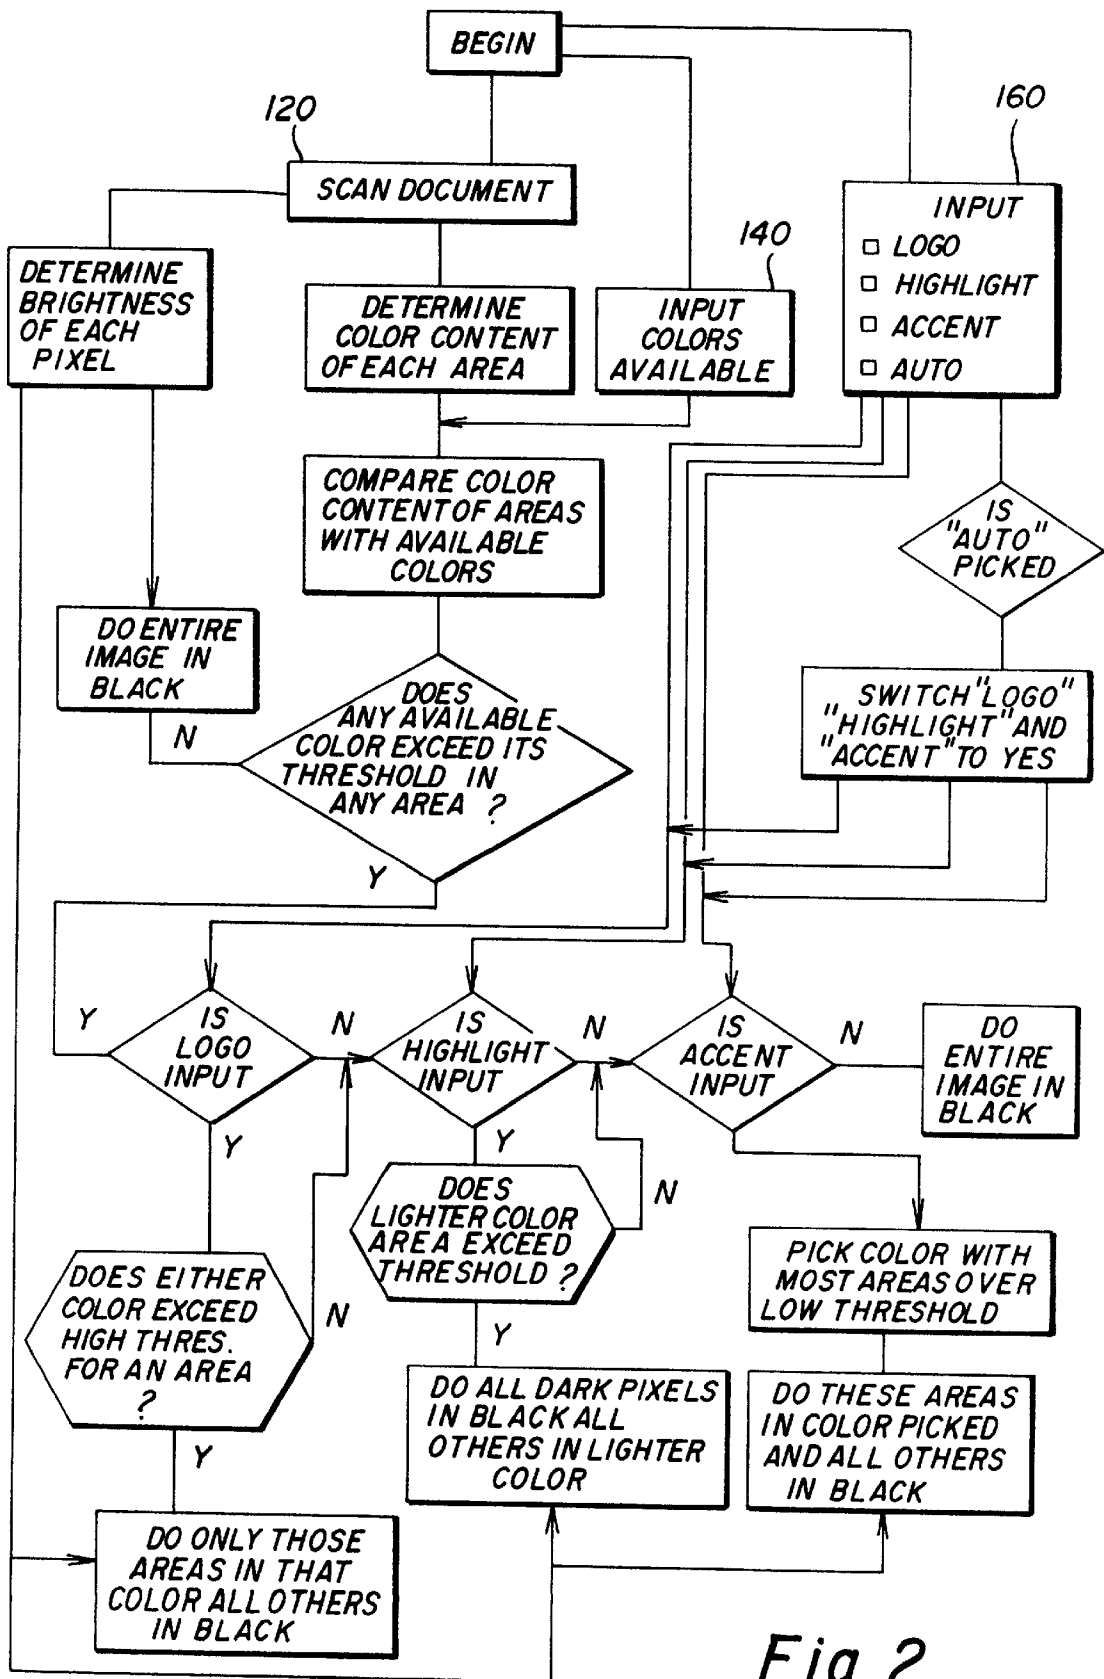 BEGIN
120
160
SCAN DOCUMENT
INPUT
□ LOGO
□ HIGHLIGHT
□ ACCENT
□ AUTO
140
DETERMINE
BRIGHTNESS
OF EACH
PIXEL
DETERMINE
COLOR CONTENT
OF EACH AREA
INPUT
COLORS
AVAILABLE
COMPARE COLOR
CONTENT OF AREAS
WITH AVAILABLE
COLORS
IS
"AUTO"
PICKED
DO ENTIRE
IMAGE IN
BLACK
N
DOES
ANY AVAILABLE
COLOR EXCEED ITS
THRESHOLD IN
ANY AREA ?
Y
SWITCH "LOGO"
"HIGHLIGHT" AND
"ACCENT" TO YES
Y
IS
LOGO
INPUT
N
IS
HIGHLIGHT
INPUT
N
IS
ACCENT
INPUT
N
DO
ENTIRE
IMAGE IN
BLACK
Y
Y
DOES EITHER
COLOR EXCEED
HIGH THRES.
FOR AN AREA
?
N
Y
DOES
LIGHTER COLOR
AREA EXCEED
THRESHOLD ?
N
Y
PICK COLOR WITH
MOST AREAS OVER
LOW THRESHOLD
DO ONLY THOSE
AREAS IN THAT
COLOR ALL OTHERS
IN BLACK
DO ALL DARK PIXELS
IN BLACK ALL
OTHERS IN LIGHTER
COLOR
DO THESE AREAS
IN COLOR PICKED
AND ALL OTHERS
IN BLACK
Fig 2